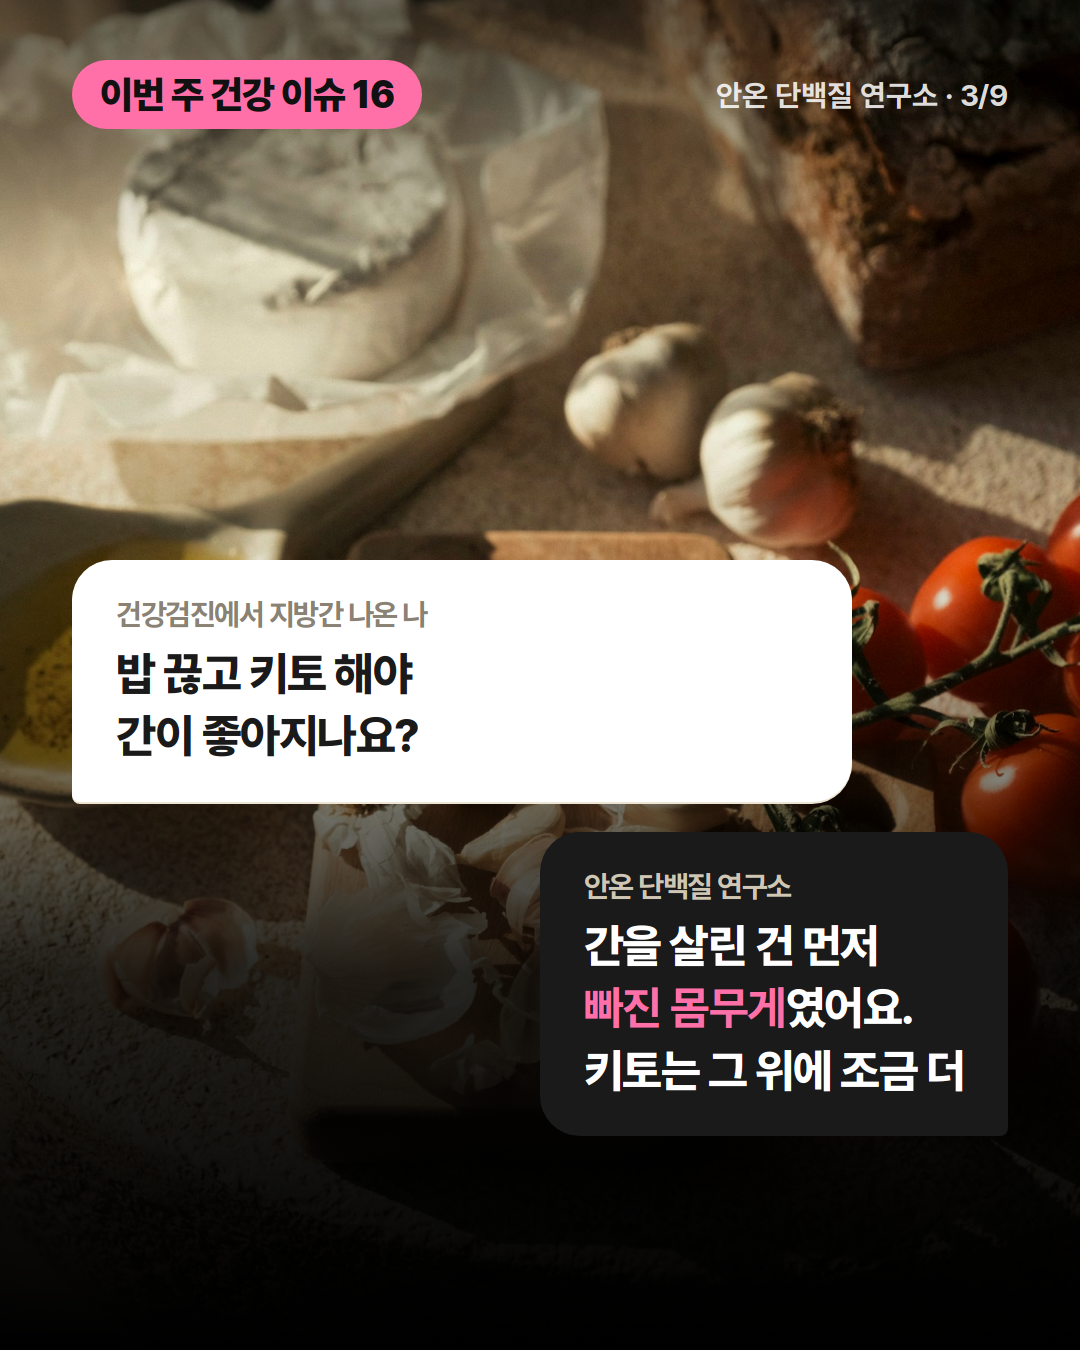 이번 주 건강 이슈 16
안온 단백질 연구소 · 3/9
건강검진에서 지방간 나온 나
밥 끊고 키토 해야
간이 좋아지나요?
안온 단백질 연구소
간을 살린 건 먼저
빠진 몸무게였어요.
키토는 그 위에 조금 더